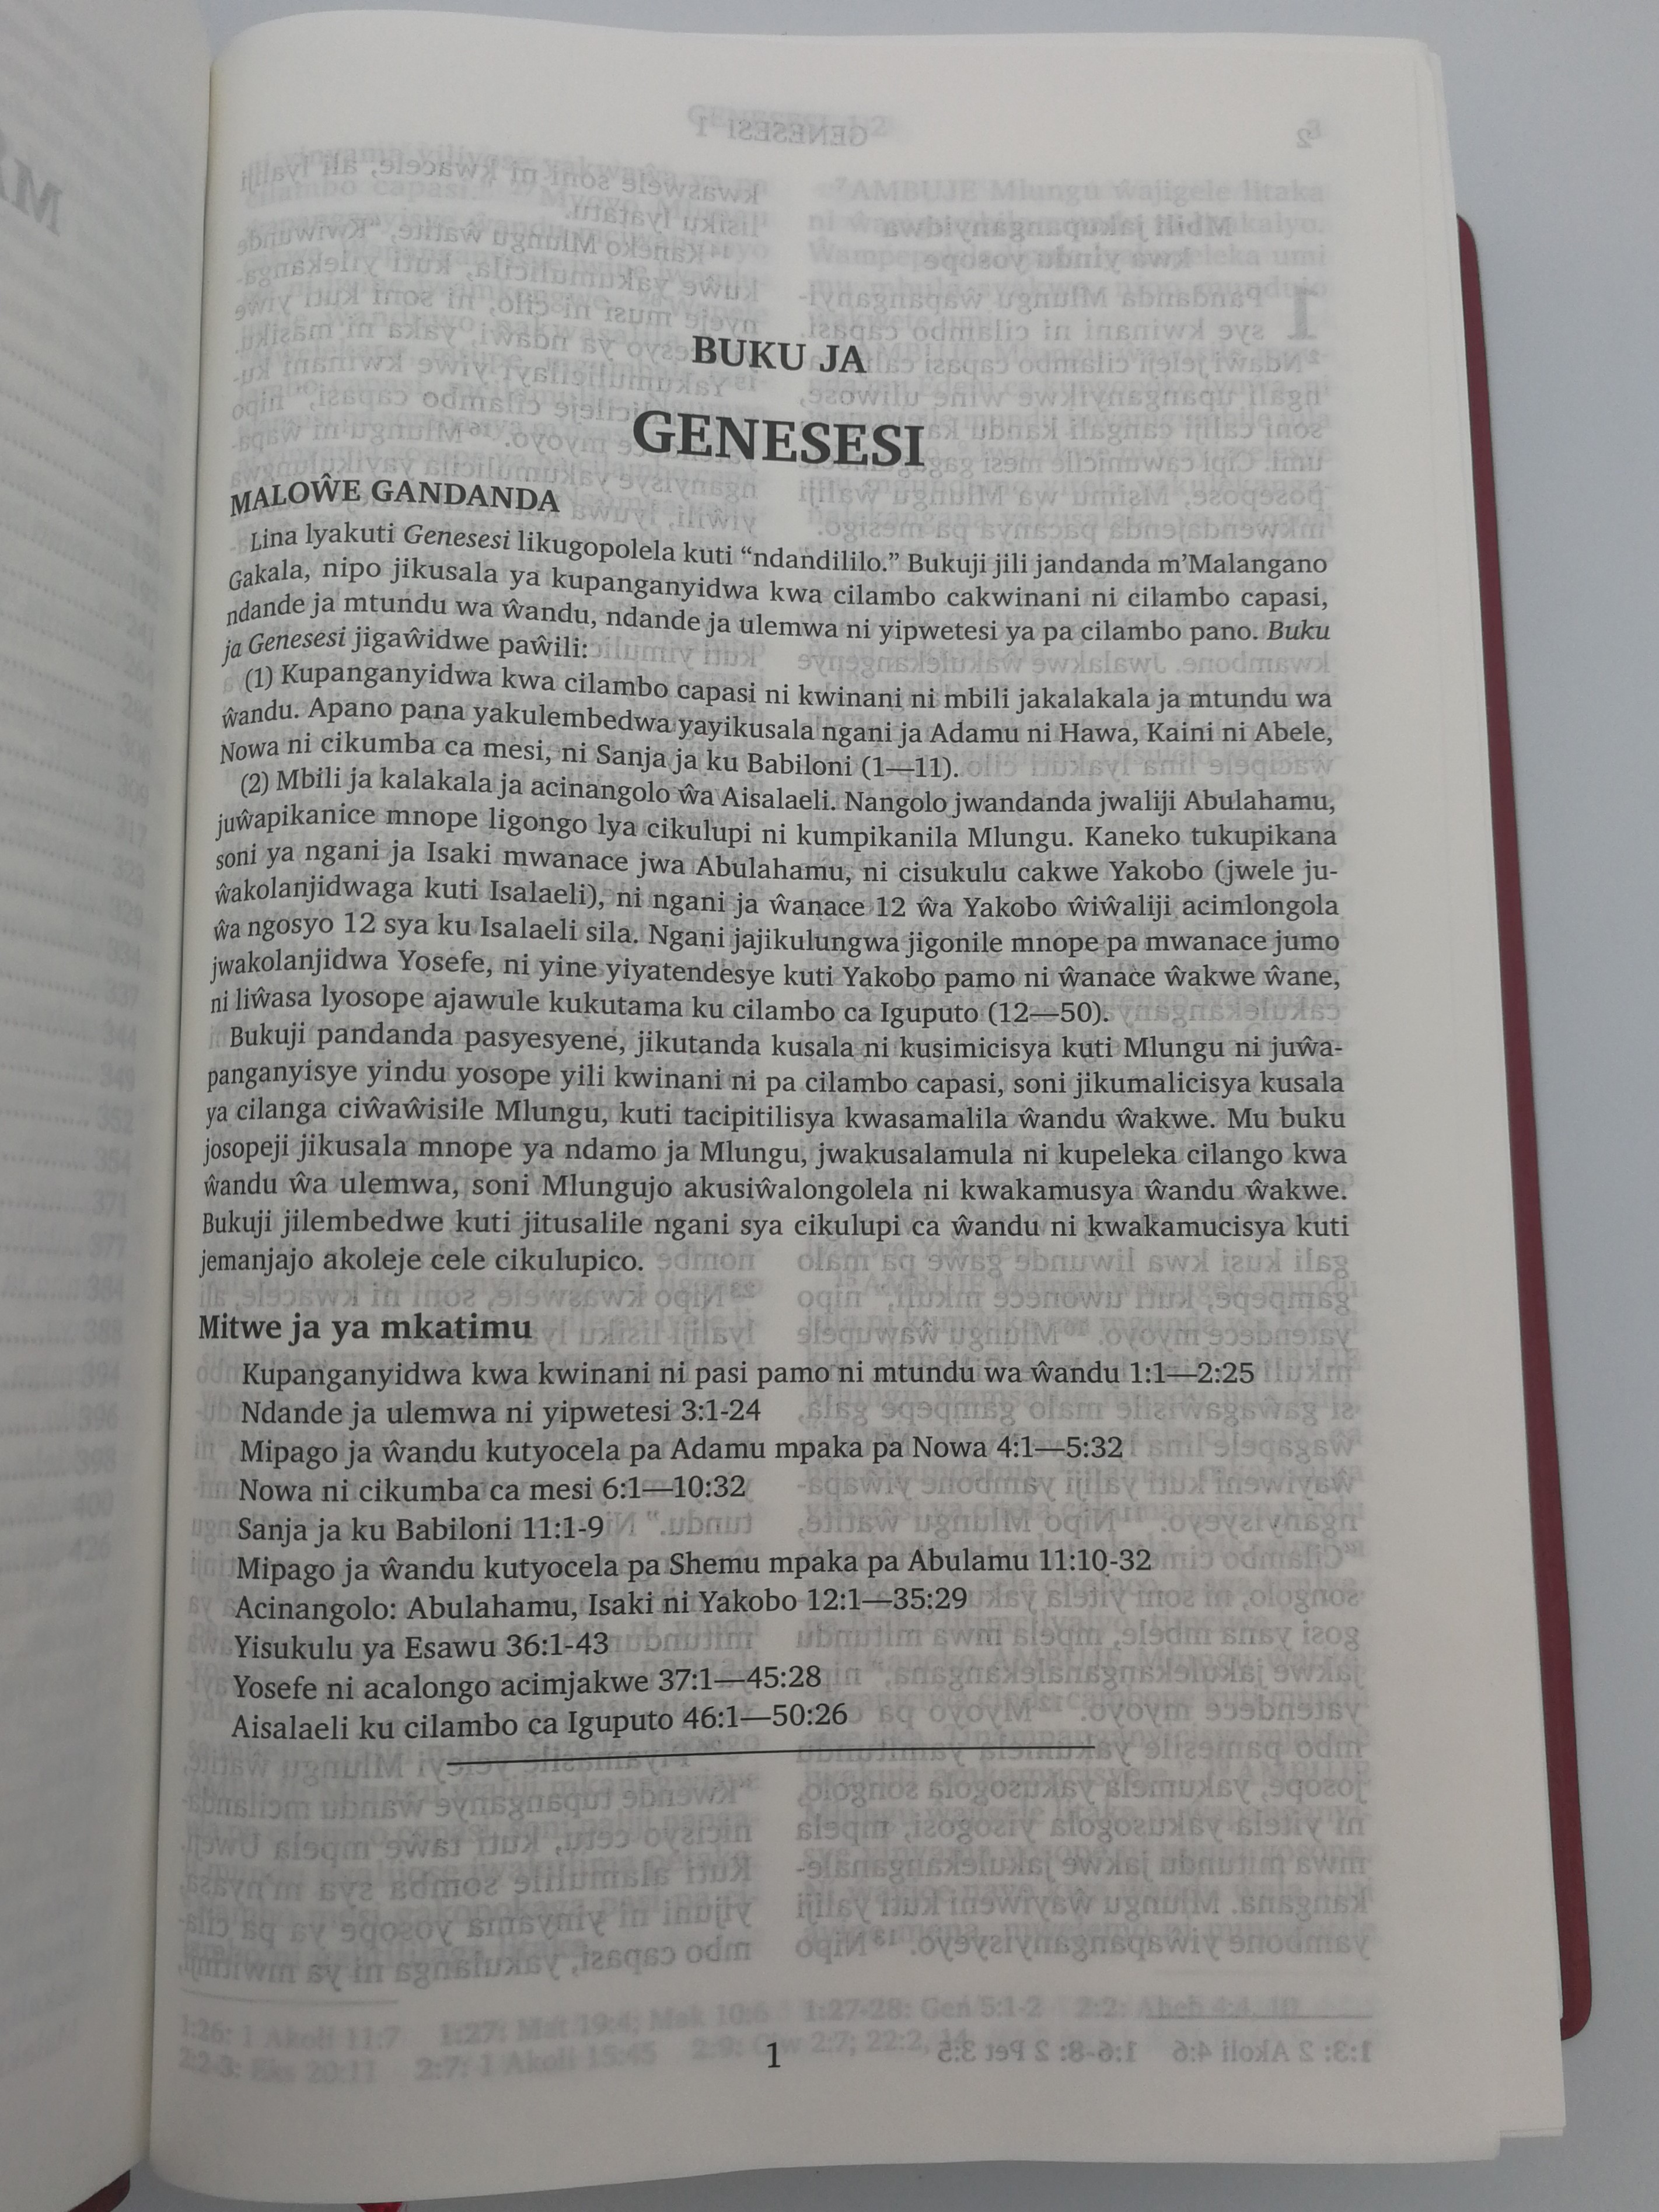 BUKU JA
GENESESI
MALOŴE GANDANDA
Lina lyakuti Genesesi likugopolela kuti “ndandililo.” Bukuji jili jandanda m’Malangano
Gakala, nipo jikusala ya kupanganyidwa kwa cilambo cakwinani ni cilambo capasi,
ndande ja mtundu wa ŵandu, ndande ja ulemwa ni yipwetesi ya pa cilambo pano. Buku
ja Genesesi jigaŵidwe paŵili:
(1) Kupanganyidwa kwa cilambo capasi ni kwinani ni mbili jakalakala ja mtundu wa
ŵandu. Apano pana yakulembedwa yayikusala ngani ja Adamu ni Hawa, Kaini ni Abele,
Nowa ni cikumba ca mesi, ni Sanja ja ku Babiloni (1—11).
(2) Mbili ja kalakala ja acinangolo ŵa Aisalaeli. Nangolo jwandanda jwaliji Abulahamu,
juŵapikanice mnope ligongo lya cikulupi ni kumpikanila Mlungu. Kaneko tukupikana
soni ya ngani ja Isaki mwanace jwa Abulahamu, ni cisukulu cakwe Yakobo (jwele ju-
ŵakolanjidwaga kuti Isalaeli), ni ngani ja ŵanace 12 ŵa Yakobo ŵiŵaliji acimlongola
ŵa ngosyo 12 sya ku Isalaeli sila. Ngani jajikulungwa jigonile mnope pa mwanace jumo
jwakolanjidwa Yosefe, ni yine yiyatendesye kuti Yakobo pamo ni ŵanace ŵakwe ŵane,
ni liŵasa lyosope ajawule kukutama ku cilambo ca Iguputo (12—50).
Bukuji pandanda pasyesyene, jikutanda kusala ni kusimicisya kuti Mlungu ni juŵa-
panganyisye yindu yosope yili kwinani ni pa cilambo capasi, soni jikumalicisya kusala
ya cilanga ciŵaŵisile Mlungu, kuti tacipitilisya kwasamalila ŵandu ŵakwe. Mu buku
josopeji jikusala mnope ya ndamo ja Mlungu, jwakusalamula ni kupeleka cilango kwa
ŵandu ŵa ulemwa, soni Mlungujo akusiŵalongolela ni kwakamusya ŵandu ŵakwe.
Bukuji jilembedwe kuti jitusalile ngani sya cikulupi ca ŵandu ni kwakamucisya kuti
jemanjajo akoleje cele cikulupico.
Mitwe ja ya mkatimu
Kupanganyidwa kwa kwinani ni pasi pamo ni mtundu wa ŵandu 1:1—2:25
Ndande ja ulemwa ni yipwetesi 3:1-24
Mipago ja ŵandu kutyocela pa Adamu mpaka pa Nowa 4:1—5:32
Nowa ni cikumba ca mesi 6:1—10:32
Sanja ja ku Babiloni 11:1-9
Mipago ja ŵandu kutyocela pa Shemu mpaka pa Abulamu 11:10-32
Acinangolo: Abulahamu, Isaki ni Yakobo 12:1—35:29
Yisukulu ya Esawu 36:1-43
Yosefe ni acalongo acimjakwe 37:1—45:28
Aisalaeli ku cilambo ca Iguputo 46:1—50:26
1